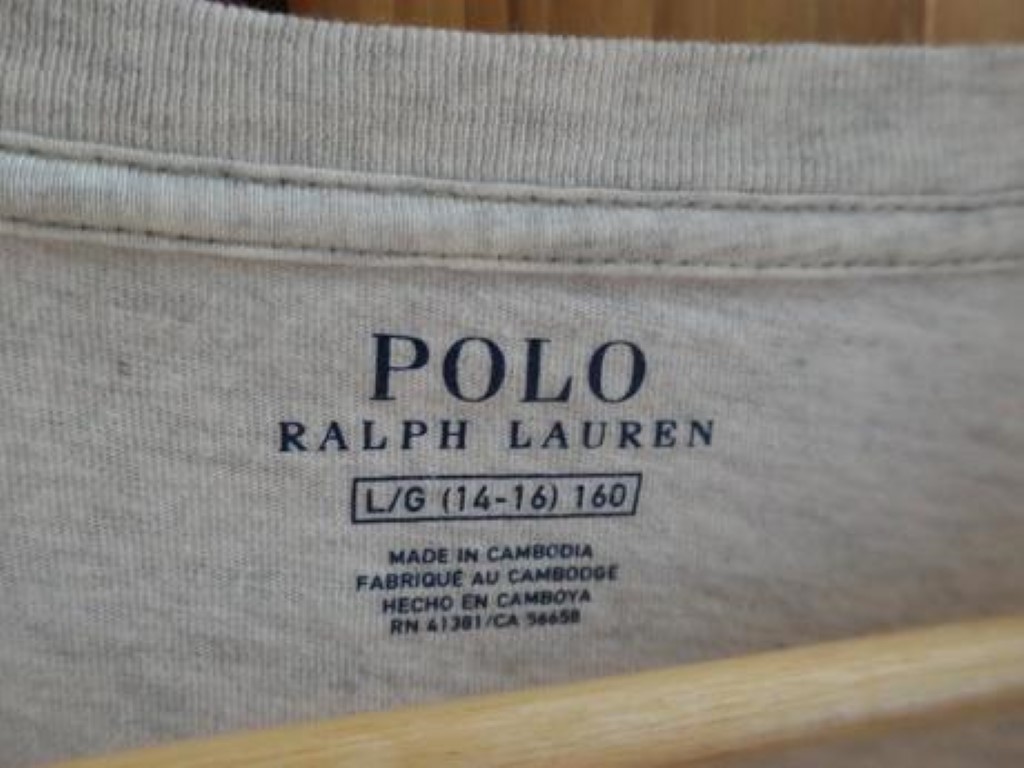 POLO
RALPH LAUREN
L/G (14-16) 160
MADE IN CAMBODIA
FABRIQUÉ AU CAMBODGE
HECHO EN CAMBOYA
RN 41381/CA 56658